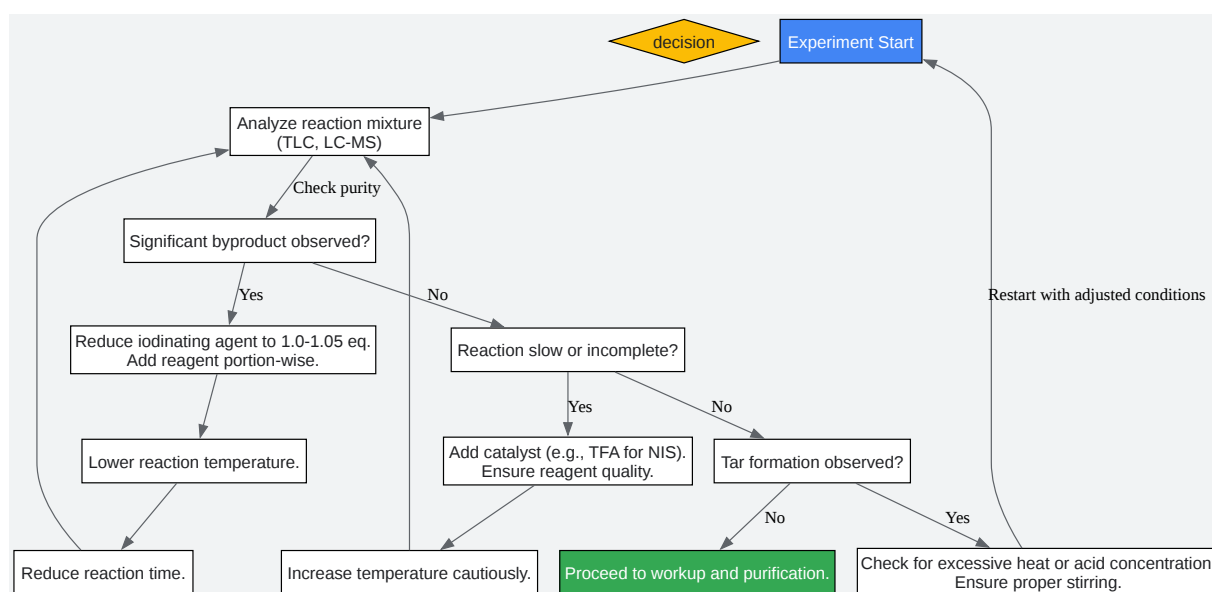 decision
Experiment Start
Analyze reaction mixture
(TLC, LC-MS)
Check purity
Significant byproduct observed?
Yes
No
Restart with adjusted conditions
Reduce iodinating agent to 1.0-1.05 eq.
Add reagent portion-wise.
Reaction slow or incomplete?
Yes
No
Lower reaction temperature.
Add catalyst (e.g., TFA for NIS).
Ensure reagent quality.
Tar formation observed?
No
Yes
Reduce reaction time.
Increase temperature cautiously.
Proceed to workup and purification.
Check for excessive heat or acid concentration
Ensure proper stirring.